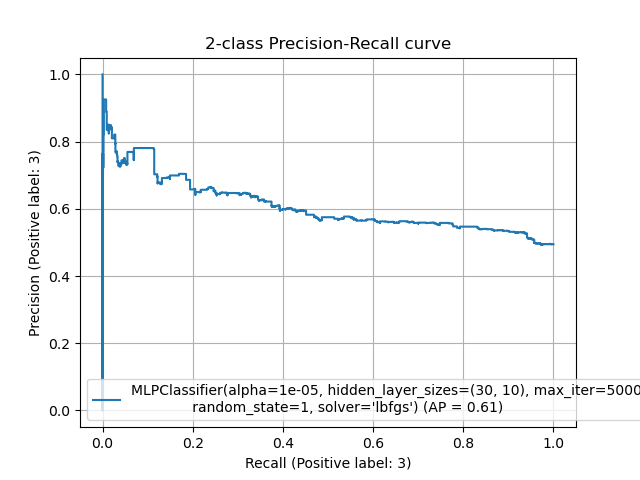 2-class Precision-Recall curve
Precision (Positive label: 3)
1.0
0.8
0.6
0.4
0.2
0.0
MLPClassifier(alpha=1e-05, hidden_layer_sizes=(30, 10), max_iter=5000
random_state=1, solver='lbfgs') (AP = 0.61)
0.0 0.2 0.4 0.6 0.8 1.0
Recall (Positive label: 3)